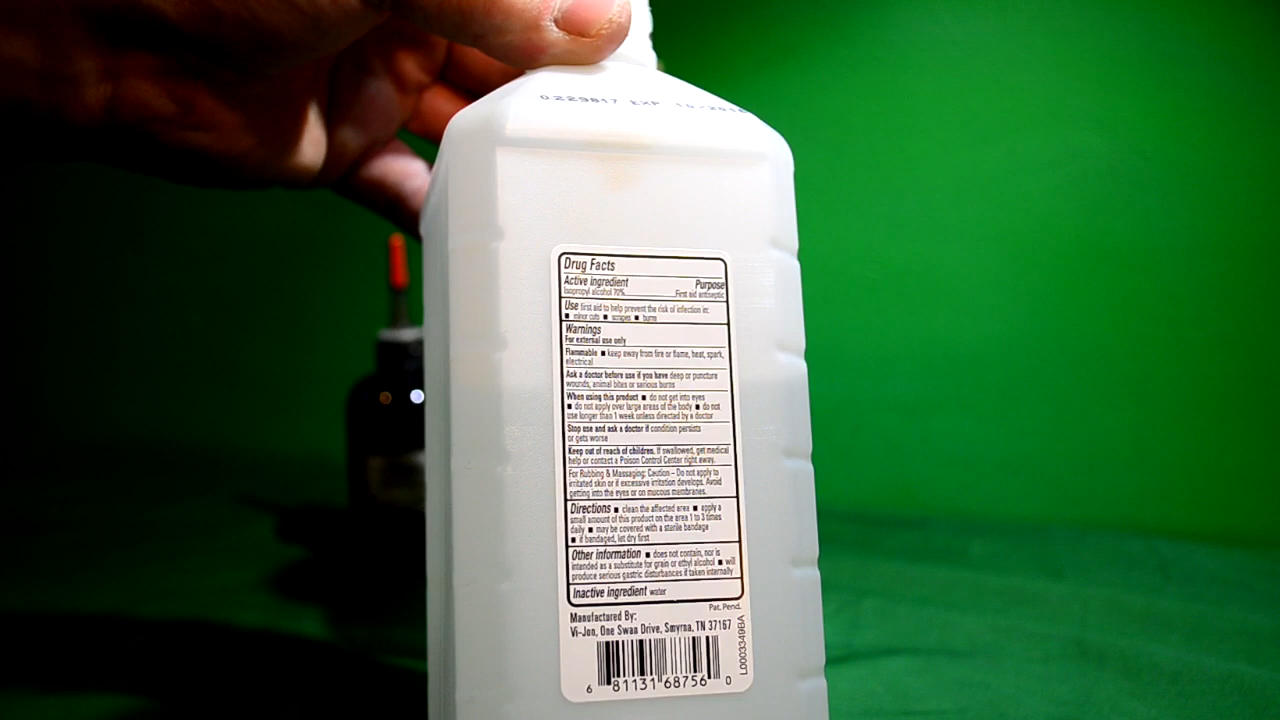 0229817 EXP 10/2016
Drug Facts
Active ingredient Purpose
Isopropyl alcohol 70% First aid antiseptic
Use first aid to help prevent the risk of infection in:
■ minor cuts ■ scrapes ■ burns
Warnings
For external use only
Flammable ■ keep away from fire or flame, heat, spark,
electrical
Ask a doctor before use if you have deep or puncture
wounds, animal bites or serious burns
When using this product ■ do not get into eyes
■ do not apply over large areas of the body ■ do not
use longer than 1 week unless directed by a doctor
Stop use and ask a doctor if condition persists
or gets worse
Keep out of reach of children. If swallowed, get medical
help or contact a Poison Control Center right away.
For Rubbing & Massaging: Caution – Do not apply to
irritated skin or if excessive irritation develops. Avoid
getting into the eyes or on mucous membranes.
Directions ■ clean the affected area ■ apply a
small amount of this product on the area 1 to 3 times
daily ■ may be covered with a sterile bandage
■ if bandaged, let dry first
Other information ■ does not contain, nor is
intended as a substitute for grain or ethyl alcohol ■ will
produce serious gastric disturbances if taken internally
Inactive ingredient water
Pat. Pend.
Manufactured By:
Vi-Jon, One Swan Drive, Smyrna, TN 37167
L0003349BA
6 81131 68756 0